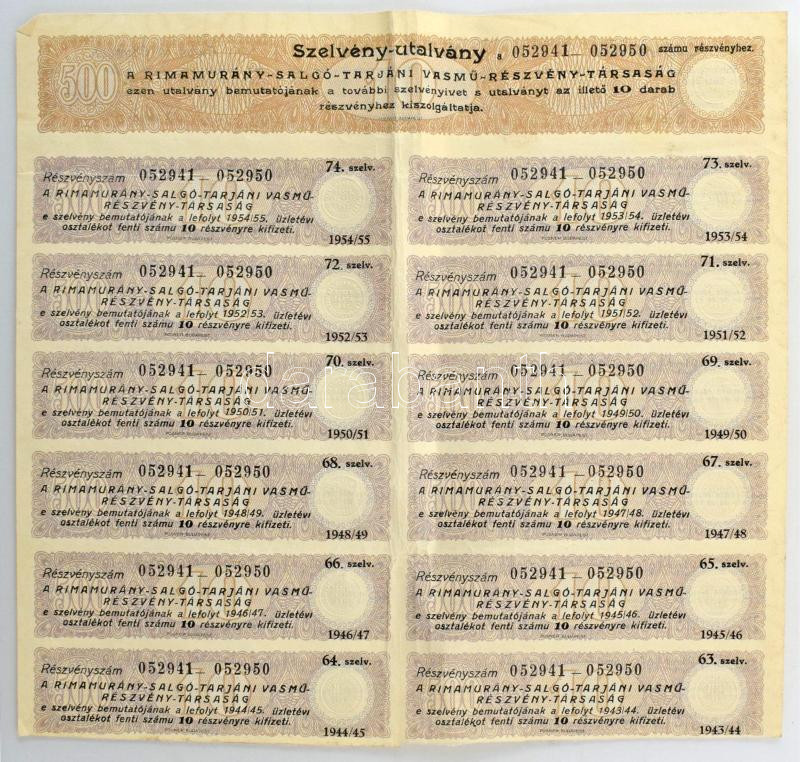 Szelvény-utalvány a 052941 — 052950 számu részvényhez.
500
A RIMAMURÁNY-SALGÓ-TARJÁNI VASMŰ-RÉSZVÉNY-TÁRSASÁG
ezen utalvány bemutatójának a további szelvényivet s utalványt az illető 10 darab
részvényhez kiszolgáltatja.
74. szelv.
Részvényszám 052941 — 052950
A RIMAMURÁNY-SALGÓ-TARJÁNI VASMŰ-
RÉSZVÉNY-TÁRSASÁG
e szelvény bemutatójának a lefolyt 1954/55. üzletévi
osztalékot fenti számu 10 részvényre kifizeti.
1954/55
73. szelv.
Részvényszám 052941 — 052950
A RIMAMURÁNY-SALGÓ-TARJÁNI VASMŰ-
RÉSZVÉNY-TÁRSASÁG
e szelvény bemutatójának a lefolyt 1953/54. üzletévi
osztalékot fenti számu 10 részvényre kifizeti.
1953/54
72. szelv.
Részvényszám 052941 — 052950
A RIMAMURÁNY-SALGÓ-TARJÁNI VASMŰ-
RÉSZVÉNY-TÁRSASÁG
e szelvény bemutatójának a lefolyt 1952/53. üzletévi
osztalékot fenti számu 10 részvényre kifizeti.
1952/53
71. szelv.
Részvényszám 052941 — 052950
A RIMAMURÁNY-SALGÓ-TARJÁNI VASMŰ-
RÉSZVÉNY-TÁRSASÁG
e szelvény bemutatójának a lefolyt 1951/52. üzletévi
osztalékot fenti számu 10 részvényre kifizeti.
1951/52
70. szelv.
Részvényszám 052941 — 052950
A RIMAMURÁNY-SALGÓ-TARJÁNI VASMŰ-
RÉSZVÉNY-TÁRSASÁG
e szelvény bemutatójának a lefolyt 1950/51. üzletévi
osztalékot fenti számu 10 részvényre kifizeti.
1950/51
69. szelv.
Részvényszám 052941 — 052950
A RIMAMURÁNY-SALGÓ-TARJÁNI VASMŰ-
RÉSZVÉNY-TÁRSASÁG
e szelvény bemutatójának a lefolyt 1949/50. üzletévi
osztalékot fenti számu 10 részvényre kifizeti.
1949/50
68. szelv.
Részvényszám 052941 — 052950
A RIMAMURÁNY-SALGÓ-TARJÁNI VASMŰ-
RÉSZVÉNY-TÁRSASÁG
e szelvény bemutatójának a lefolyt 1948/49. üzletévi
osztalékot fenti számu 10 részvényre kifizeti.
1948/49
67. szelv.
Részvényszám 052941 — 052950
A RIMAMURÁNY-SALGÓ-TARJÁNI VASMŰ-
RÉSZVÉNY-TÁRSASÁG
e szelvény bemutatójának a lefolyt 1947/48. üzletévi
osztalékot fenti számu 10 részvényre kifizeti.
1947/48
66. szelv.
Részvényszám 052941 — 052950
A RIMAMURÁNY-SALGÓ-TARJÁNI VASMŰ-
RÉSZVÉNY-TÁRSASÁG
e szelvény bemutatójának a lefolyt 1946/47. üzletévi
osztalékot fenti számu 10 részvényre kifizeti.
1946/47
65. szelv.
Részvényszám 052941 — 052950
A RIMAMURÁNY-SALGÓ-TARJÁNI VASMŰ-
RÉSZVÉNY-TÁRSASÁG
e szelvény bemutatójának a lefolyt 1945/46. üzletévi
osztalékot fenti számu 10 részvényre kifizeti.
1945/46
64. szelv.
Részvényszám 052941 — 052950
A RIMAMURÁNY-SALGÓ-TARJÁNI VASMŰ-
RÉSZVÉNY-TÁRSASÁG
e szelvény bemutatójának a lefolyt 1944/45. üzletévi
osztalékot fenti számu 10 részvényre kifizeti.
1944/45
63. szelv.
Részvényszám 052941 — 052950
A RIMAMURÁNY-SALGÓ-TARJÁNI VASMŰ-
RÉSZVÉNY-TÁRSASÁG
e szelvény bemutatójának a lefolyt 1943/44. üzletévi
osztalékot fenti számu 10 részvényre kifizeti.
1943/44